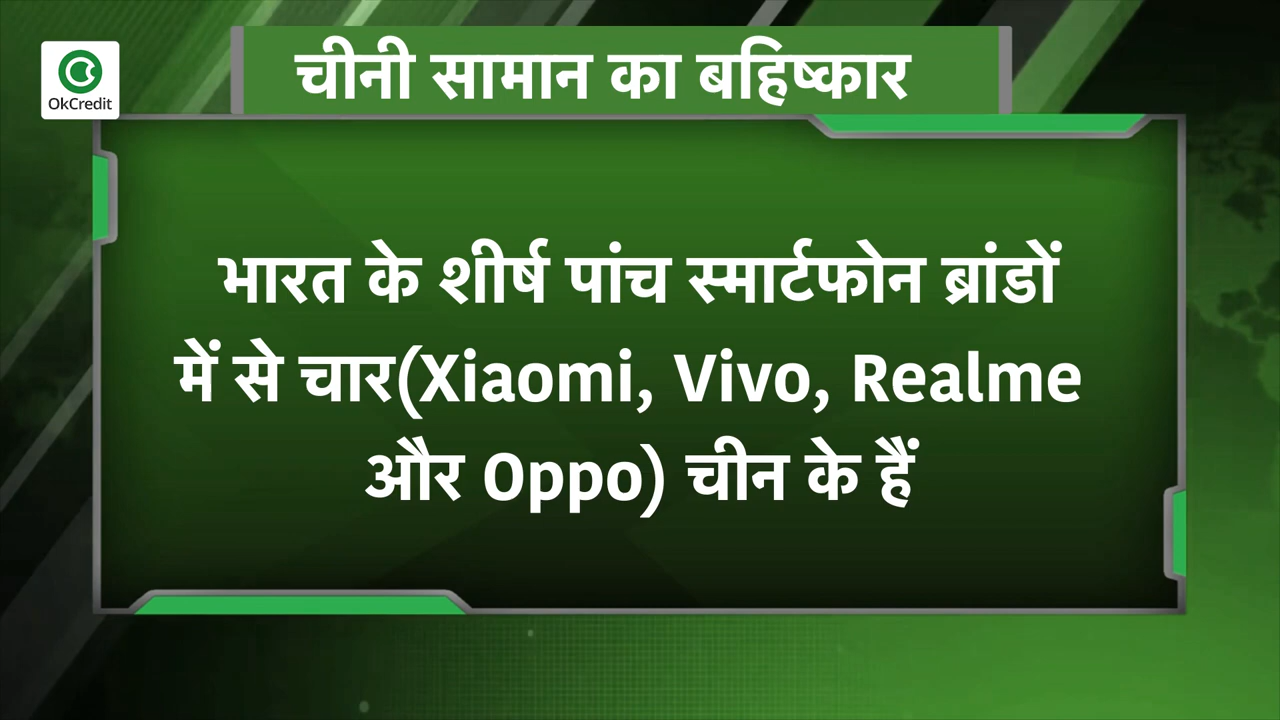 OkCredit
चीनी सामान का बहिष्कार
भारत के शीर्ष पांच स्मार्टफोन ब्रांडों
में से चार(Xiaomi, Vivo, Realme
और Oppo) चीन के हैं